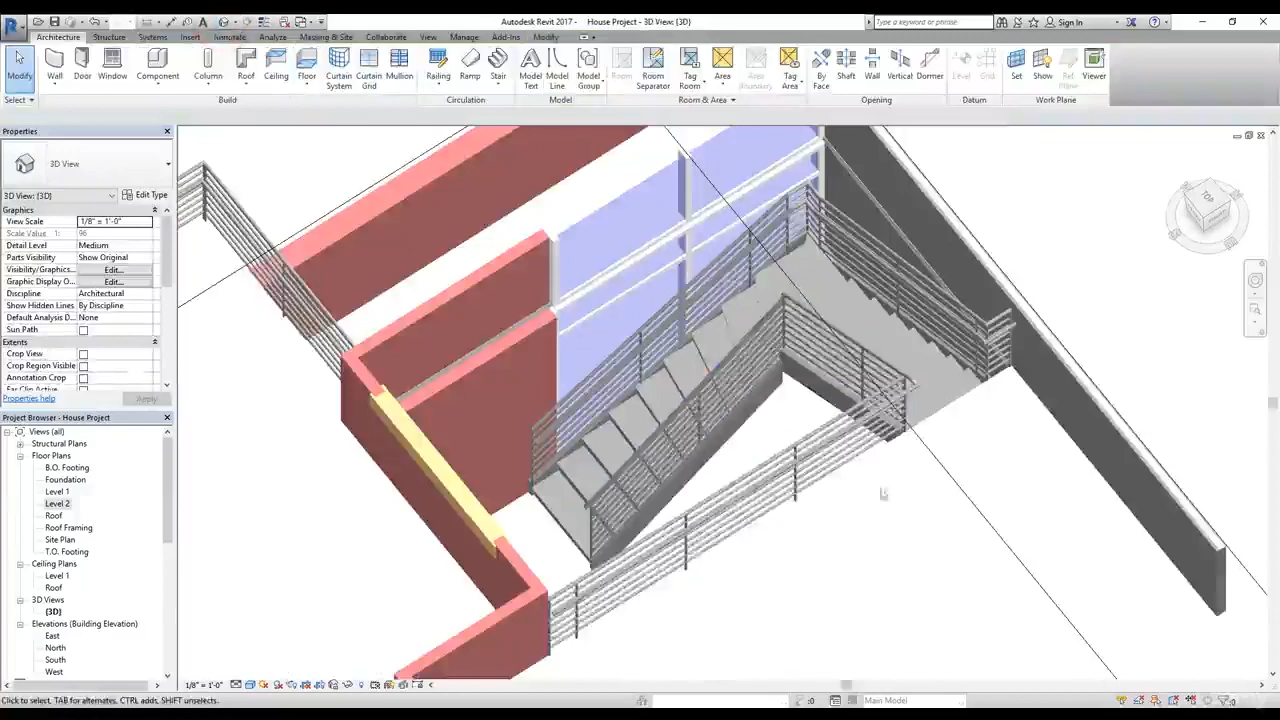 Autodesk Revit 2017 - House Project - 3D View: {3D}
Type a keyword or phrase
Sign In
Architecture Structure Systems Insert Annotate Analyze Massing & Site Collaborate View Manage Add-Ins Modify
Modify Wall Door Window Component Column Roof Ceiling Floor Curtain System Curtain Grid Mullion Railing Ramp Stair Model Text Model Line Model Group Room Room Separator Tag Room Area Area Boundary Tag Area By Face Shaft Wall Vertical Dormer Level Grid Set Show Ref Plane Viewer
Select Build Circulation Model Room & Area Opening Datum Work Plane
Properties
3D View
3D View: {3D} Edit Type
Graphics
View Scale 1/8" = 1'-0"
Scale Value 1: 96
Detail Level Medium
Parts Visibility Show Original
Visibility/Graphics... Edit...
Graphic Display O... Edit...
Discipline Architectural
Show Hidden Lines By Discipline
Default Analysis D... None
Sun Path
Extents
Crop View
Crop Region Visible
Annotation Crop
Far Clip Active
Properties help Apply
Project Browser - House Project
Views (all)
Structural Plans
Floor Plans
B.O. Footing
Foundation
Level 1
Level 2
Roof
Roof Framing
Site Plan
T.O. Footing
Ceiling Plans
Level 1
Roof
3D Views
{3D}
Elevations (Building Elevation)
East
North
South
West
TOP
1/8" = 1'-0"
Click to select, TAB for alternates, CTRL adds, SHIFT unselects.
:0
Main Model
:0